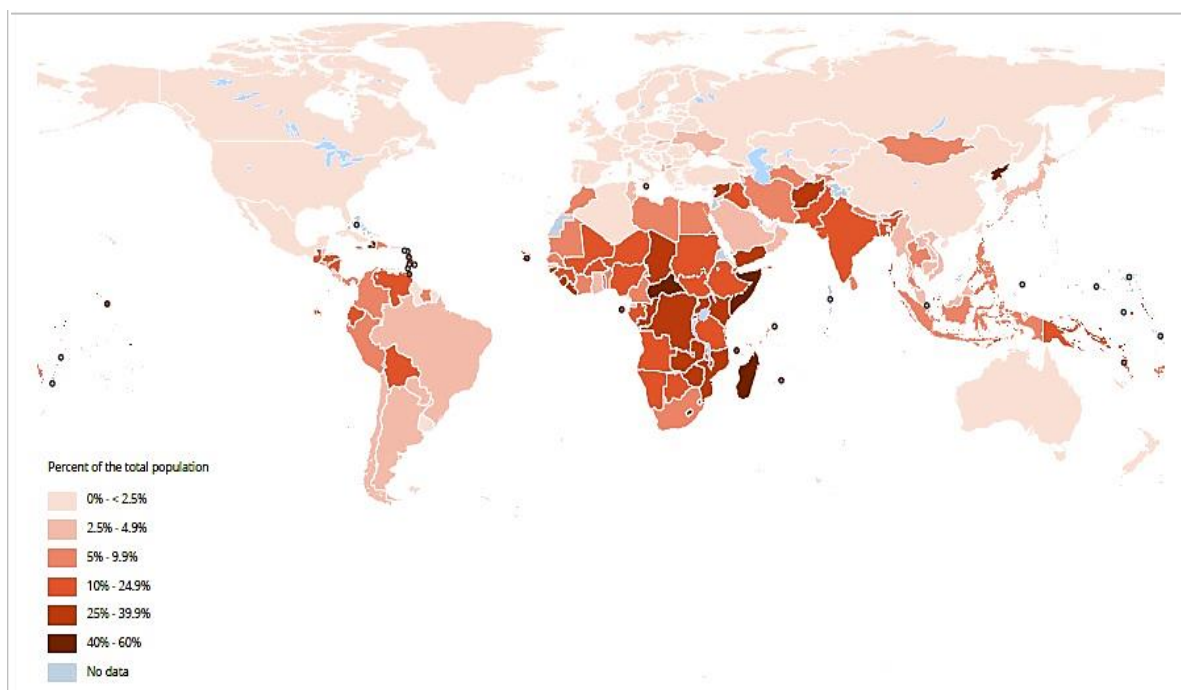 Percent of the total population
0% - < 2.5%
2.5% - 4.9%
5% - 9.9%
10% - 24.9%
25% - 39.9%
40% - 60%
No data